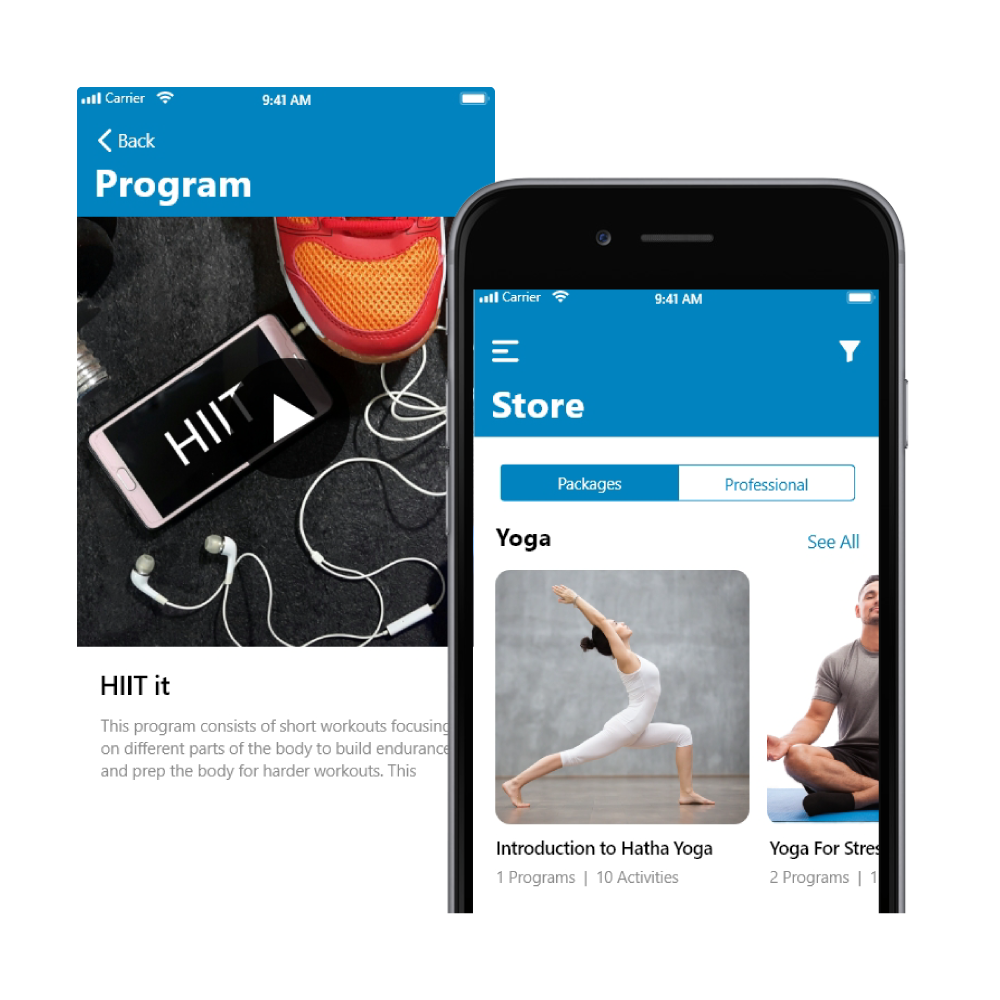 Carrier 9:41 AM
Back
Program
HIIT
HIIT it
This program consists of short workouts focusing
on different parts of the body to build endurance
and prep the body for harder workouts. This
Carrier 9:41 AM
Store
Packages Professional
Yoga See All
Introduction to Hatha Yoga Yoga For Stres
1 Programs | 10 Activities 2 Programs | 1